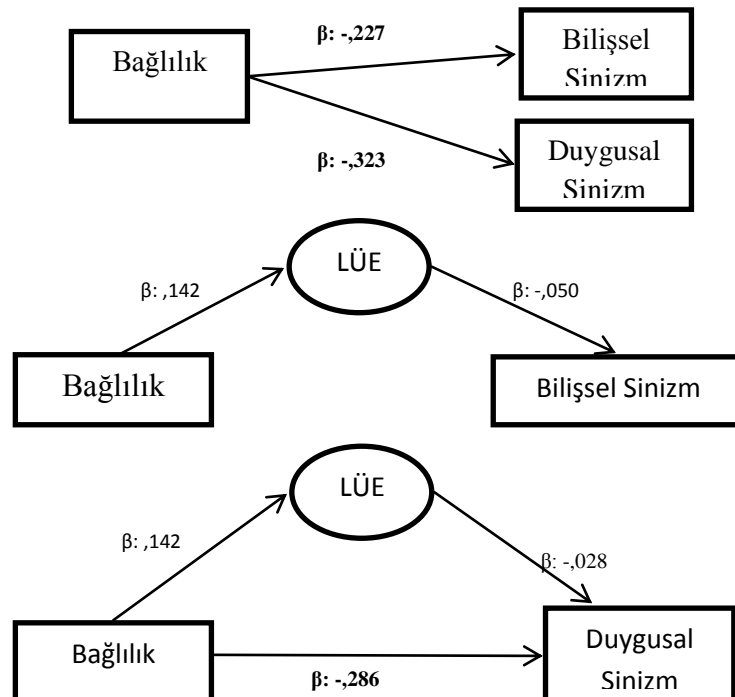 β: -,227
Bağlılık
Bilişsel
Sinizm
β: -,323
Duygusal
Sinizm
LÜE
β: ,142
β: -,050
Bağlılık
Bilişsel Sinizm
LÜE
β: ,142
β: -,028
Bağlılık
β: -,286
Duygusal
Sinizm